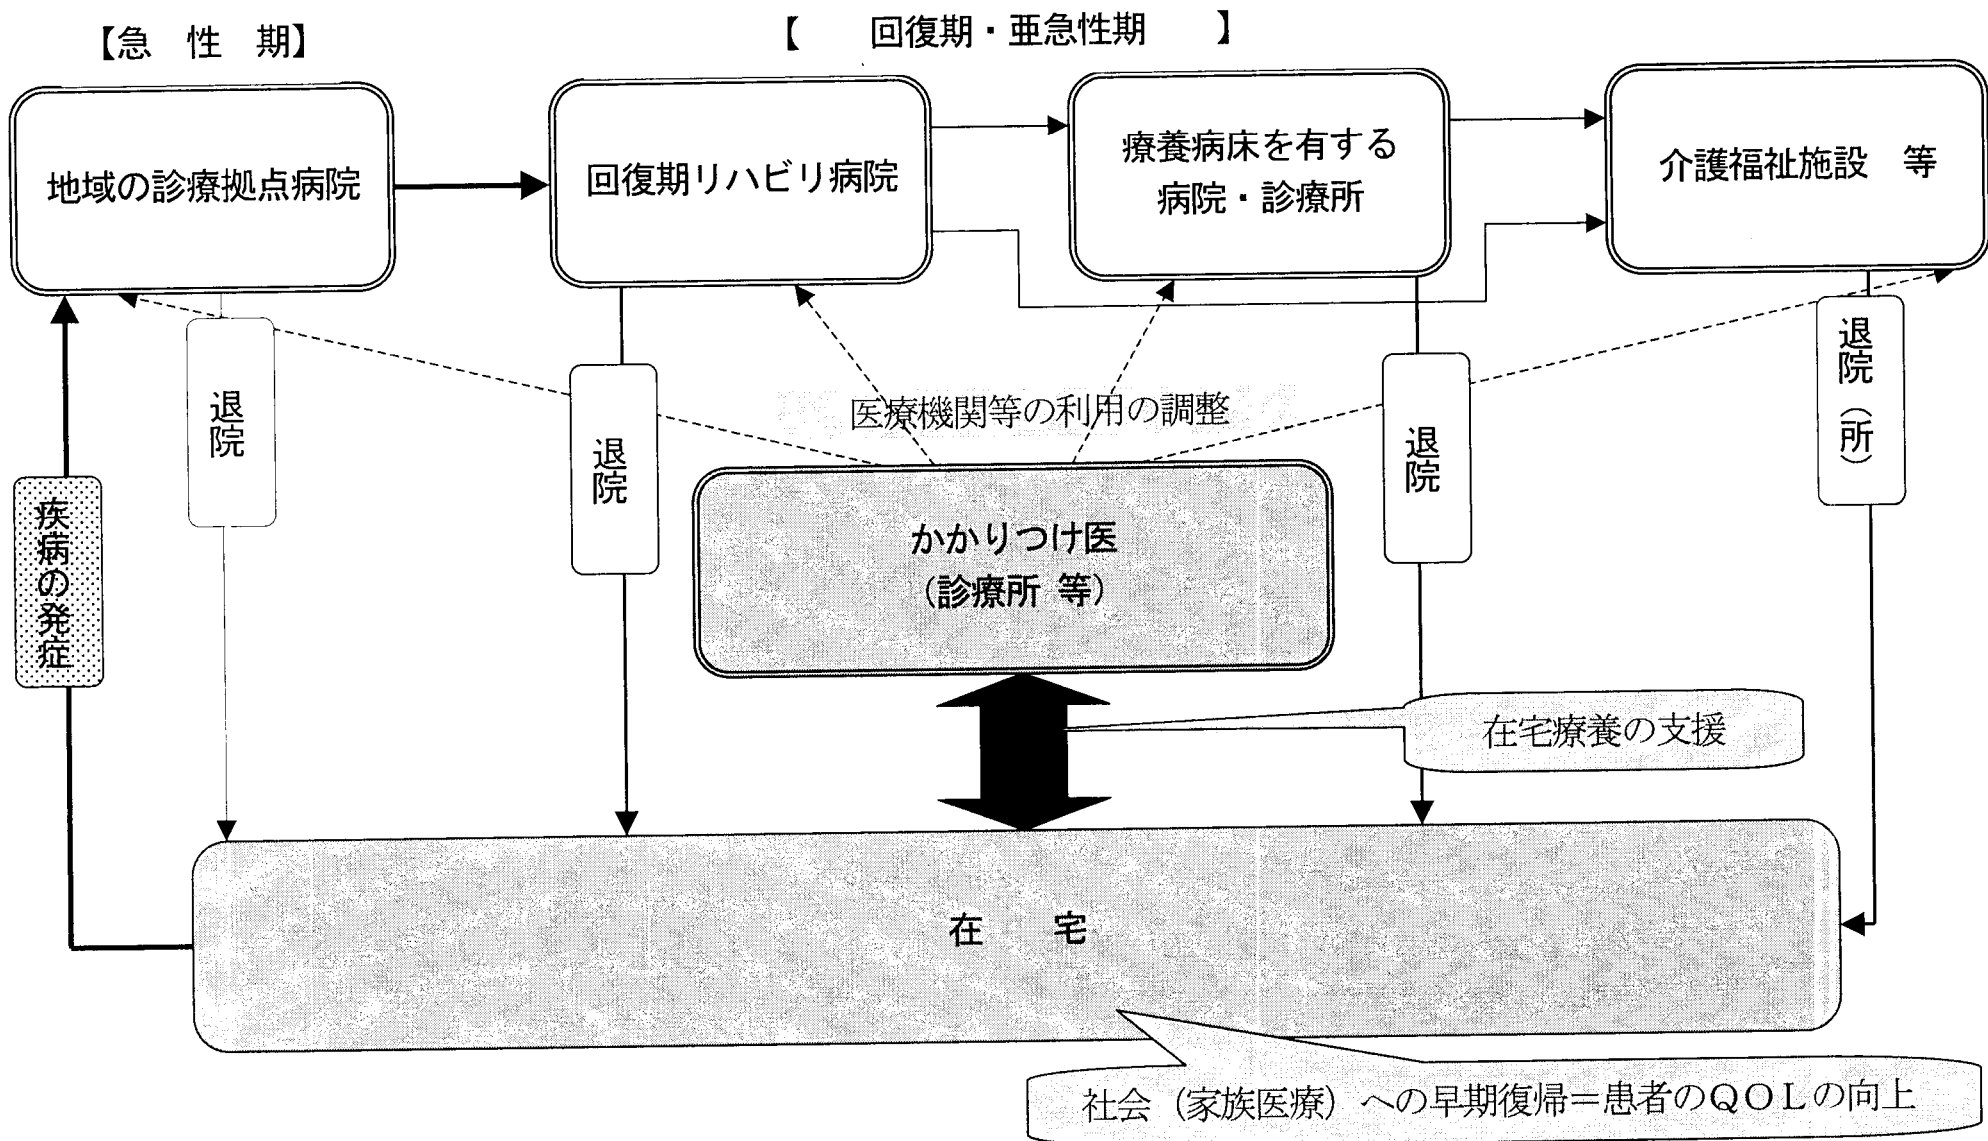 【急　性　期】
【　　回復期・亜急性期　　】
地域の診療拠点病院
回復期リハビリ病院
療養病床を有する
病院・診療所
介護福祉施設　等
退院
退院
退院
退院（所）
医療機関等の利用の調整
疾病の発症
かかりつけ医
（診療所 等）
在宅療養の支援
在　　宅
社会（家族医療）への早期復帰＝患者のＱＯＬの向上